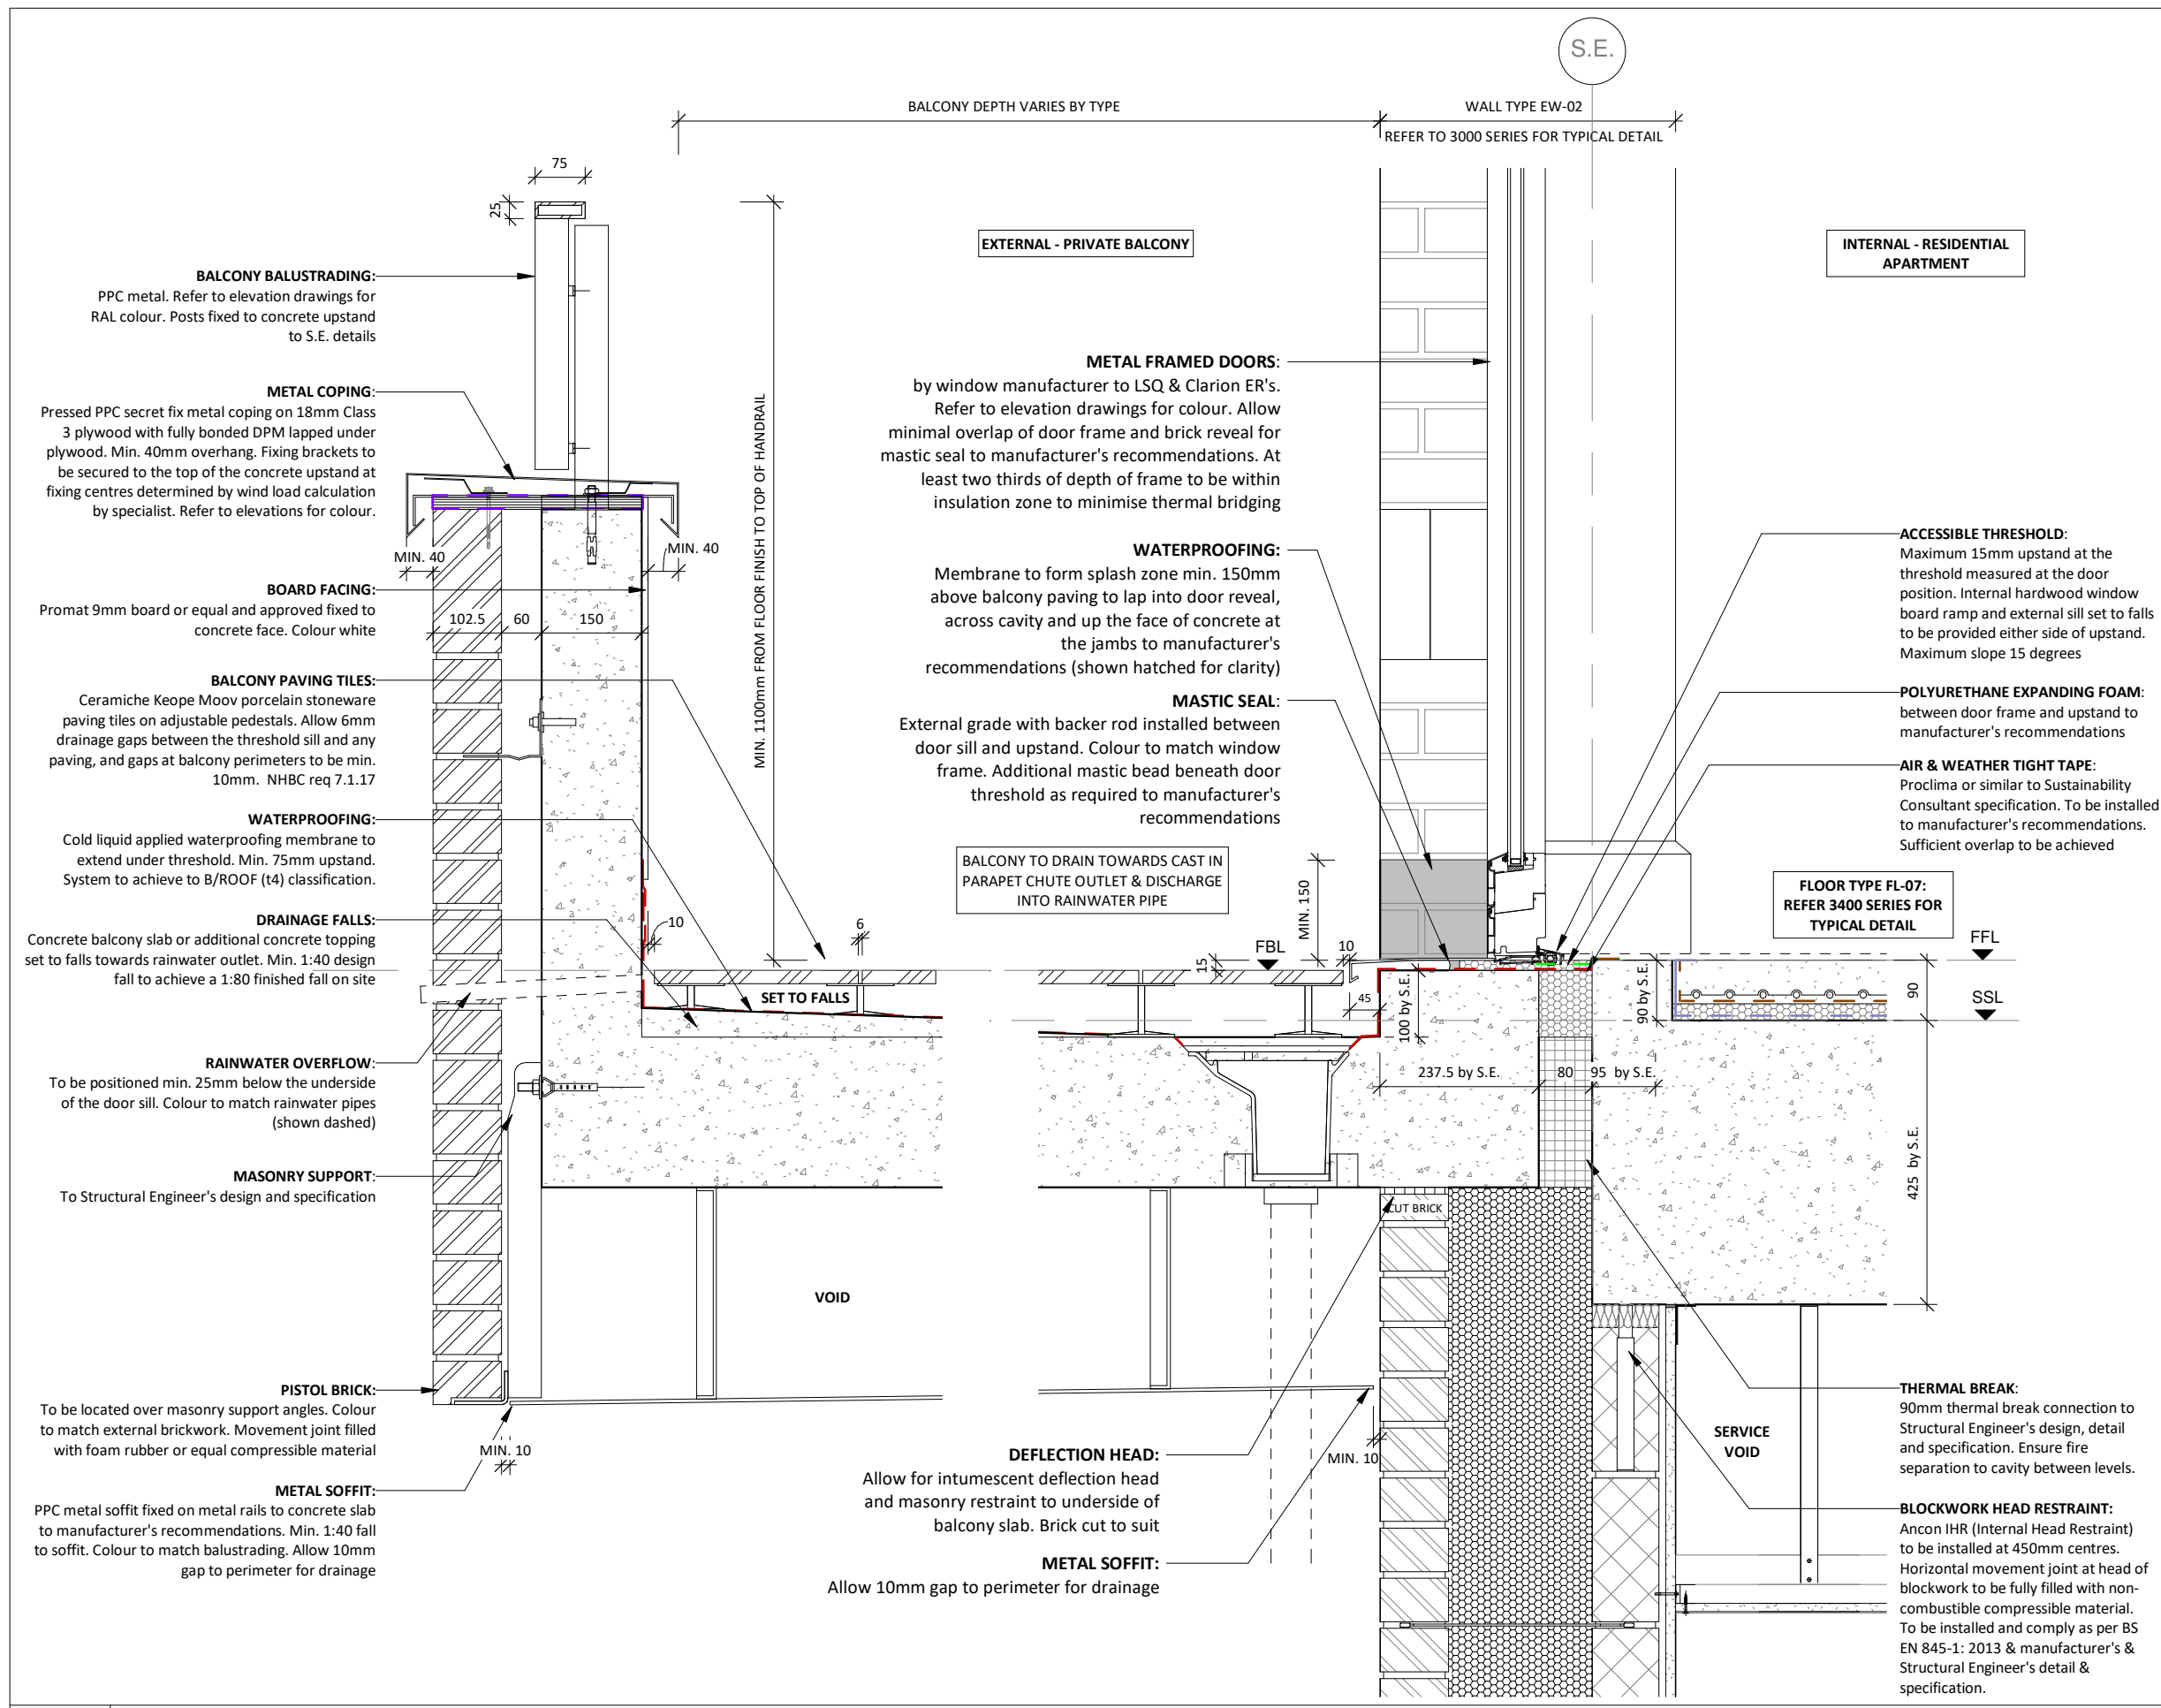 S.E.
BALCONY DEPTH VARIES BY TYPE
WALL TYPE EW-02
REFER TO 3000 SERIES FOR TYPICAL DETAIL
75
25
EXTERNAL - PRIVATE BALCONY
INTERNAL - RESIDENTIAL
APARTMENT
BALCONY BALUSTRADING:
PPC metal. Refer to elevation drawings for
RAL colour. Posts fixed to concrete upstand
to S.E. details
METAL COPING:
Pressed PPC secret fix metal coping on 18mm Class
3 plywood with fully bonded DPM lapped under
plywood. Min. 40mm overhang. Fixing brackets to
be secured to the top of the concrete upstand at
fixing centres determined by wind load calculation
by specialist. Refer to elevations for colour.
MIN. 40
MIN. 40
BOARD FACING:
Promat 9mm board or equal and approved fixed to
concrete face. Colour white
102.5
60
150
BALCONY PAVING TILES:
Ceramiche Keope Moov porcelain stoneware
paving tiles on adjustable pedestals. Allow 6mm
drainage gaps between the threshold sill and any
paving, and gaps at balcony perimeters to be min.
10mm. NHBC req 7.1.17
WATERPROOFING:
Cold liquid applied waterproofing membrane to
extend under threshold. Min. 75mm upstand.
System to achieve to B/ROOF (t4) classification.
DRAINAGE FALLS:
Concrete balcony slab or additional concrete topping
set to falls towards rainwater outlet. Min. 1:40 design
fall to achieve a 1:80 finished fall on site
RAINWATER OVERFLOW:
To be positioned min. 25mm below the underside
of the door sill. Colour to match rainwater pipes
(shown dashed)
MASONRY SUPPORT:
To Structural Engineer's design and specification
PISTOL BRICK:
To be located over masonry support angles. Colour
to match external brickwork. Movement joint filled
with foam rubber or equal compressible material
METAL SOFFIT:
PPC metal soffit fixed on metal rails to concrete slab
to manufacturer's recommendations. Min. 1:40 fall
to soffit. Colour to match balustrading. Allow 10mm
gap to perimeter for drainage
MIN. 10
MIN. 1100mm FROM FLOOR FINISH TO TOP OF HANDRAIL
METAL FRAMED DOORS:
by window manufacturer to LSQ & Clarion ER's.
Refer to elevation drawings for colour. Allow
minimal overlap of door frame and brick reveal for
mastic seal to manufacturer's recommendations. At
least two thirds of depth of frame to be within
insulation zone to minimise thermal bridging
WATERPROOFING:
Membrane to form splash zone min. 150mm
above balcony paving to lap into door reveal,
across cavity and up the face of concrete at
the jambs to manufacturer's
recommendations (shown hatched for clarity)
MASTIC SEAL:
External grade with backer rod installed between
door sill and upstand. Colour to match window
frame. Additional mastic bead beneath door
threshold as required to manufacturer's
recommendations
BALCONY TO DRAIN TOWARDS CAST IN
PARAPET CHUTE OUTLET & DISCHARGE
INTO RAINWATER PIPE
MIN. 150
10
6
SET TO FALLS
FBL
15
10
45
100 by S.E.
90 by S.E.
237.5 by S.E.
80
95 by S.E.
CUT BRICK
VOID
DEFLECTION HEAD:
Allow for intumescent deflection head
and masonry restraint to underside of
balcony slab. Brick cut to suit
MIN. 10
METAL SOFFIT:
Allow 10mm gap to perimeter for drainage
ACCESSIBLE THRESHOLD:
Maximum 15mm upstand at the
threshold measured at the door
position. Internal hardwood window
board ramp and external sill set to falls
to be provided either side of upstand.
Maximum slope 15 degrees
POLYURETHANE EXPANDING FOAM:
between door frame and upstand to
manufacturer's recommendations
AIR & WEATHER TIGHT TAPE:
Proclima or similar to Sustainability
Consultant specification. To be installed
to manufacturer's recommendations.
Sufficient overlap to be achieved
FLOOR TYPE FL-07:
REFER 3400 SERIES FOR
TYPICAL DETAIL
FFL
90
SSL
425 by S.E.
SERVICE
VOID
THERMAL BREAK:
90mm thermal break connection to
Structural Engineer's design, detail
and specification. Ensure fire
separation to cavity between levels.
BLOCKWORK HEAD RESTRAINT:
Ancon IHR (Internal Head Restraint)
to be installed at 450mm centres.
Horizontal movement joint at head of
blockwork to be fully filled with non-
combustible compressible material.
To be installed and comply as per BS
EN 845-1: 2013 & manufacturer's &
Structural Engineer's detail &
specification.